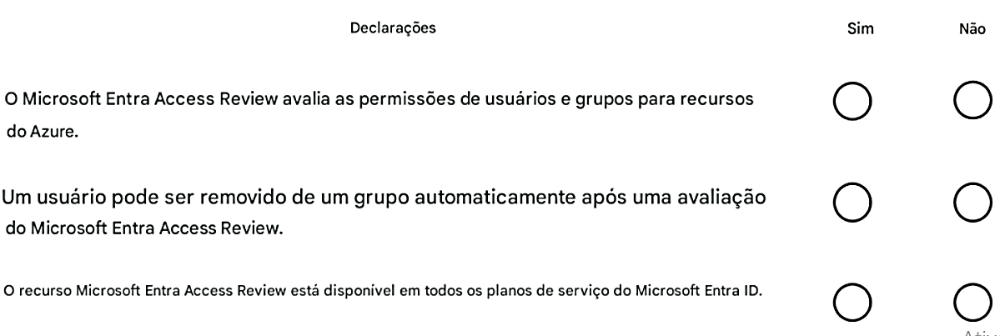 Declarações Sim Não
O Microsoft Entra Access Review avalia as permissões de usuários e grupos para recursos
do Azure.
Um usuário pode ser removido de um grupo automaticamente após uma avaliação
do Microsoft Entra Access Review.
O recurso Microsoft Entra Access Review está disponível em todos os planos de serviço do Microsoft Entra ID.